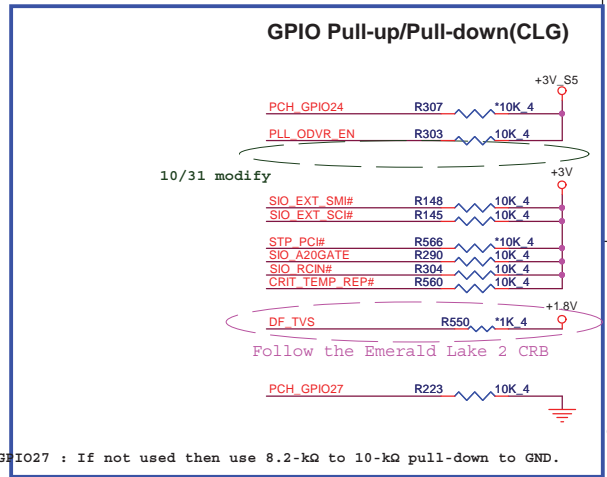 GPIO Pull-up/Pull-down(CLG)
+3V_S5
PCH_GPIO24 R307 *10K_4
PLL_ODVR_EN R303 10K_4
10/31 modify
+3V
SIO_EXT_SMI# R148 10K_4
SIO_EXT_SCI# R145 10K_4
STP_PCI# R566 *10K_4
SIO_A20GATE R290 10K_4
SIO_RCIN# R304 10K_4
CRIT_TEMP_REP# R560 10K_4
+1.8V
DF_TVS R550 *1K_4
Follow the Emerald Lake 2 CRB
PCH_GPIO27 R223 10K_4
GPIO27 : If not used then use 8.2-kΩ to 10-kΩ pull-down to GND.